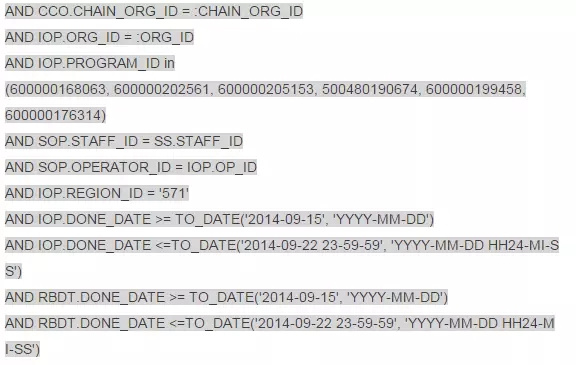 AND CCO.CHAIN_ORG_ID = :CHAIN_ORG_ID
AND IOP.ORG_ID = :ORG_ID
AND IOP.PROGRAM_ID in
(600000168063, 600000202561, 600000205153, 500480190674, 600000199458,
600000176314)
AND SOP.STAFF_ID = SS.STAFF_ID
AND SOP.OPERATOR_ID = IOP.OP_ID
AND IOP.REGION_ID = '571'
AND IOP.DONE_DATE >= TO_DATE('2014-09-15', 'YYYY-MM-DD')
AND IOP.DONE_DATE <=TO_DATE('2014-09-22 23-59-59', 'YYYY-MM-DD HH24-MI-S
S')
AND RBDT.DONE_DATE >= TO_DATE('2014-09-15', 'YYYY-MM-DD')
AND RBDT.DONE_DATE <=TO_DATE('2014-09-22 23-59-59', 'YYYY-MM-DD HH24-M
I-SS')